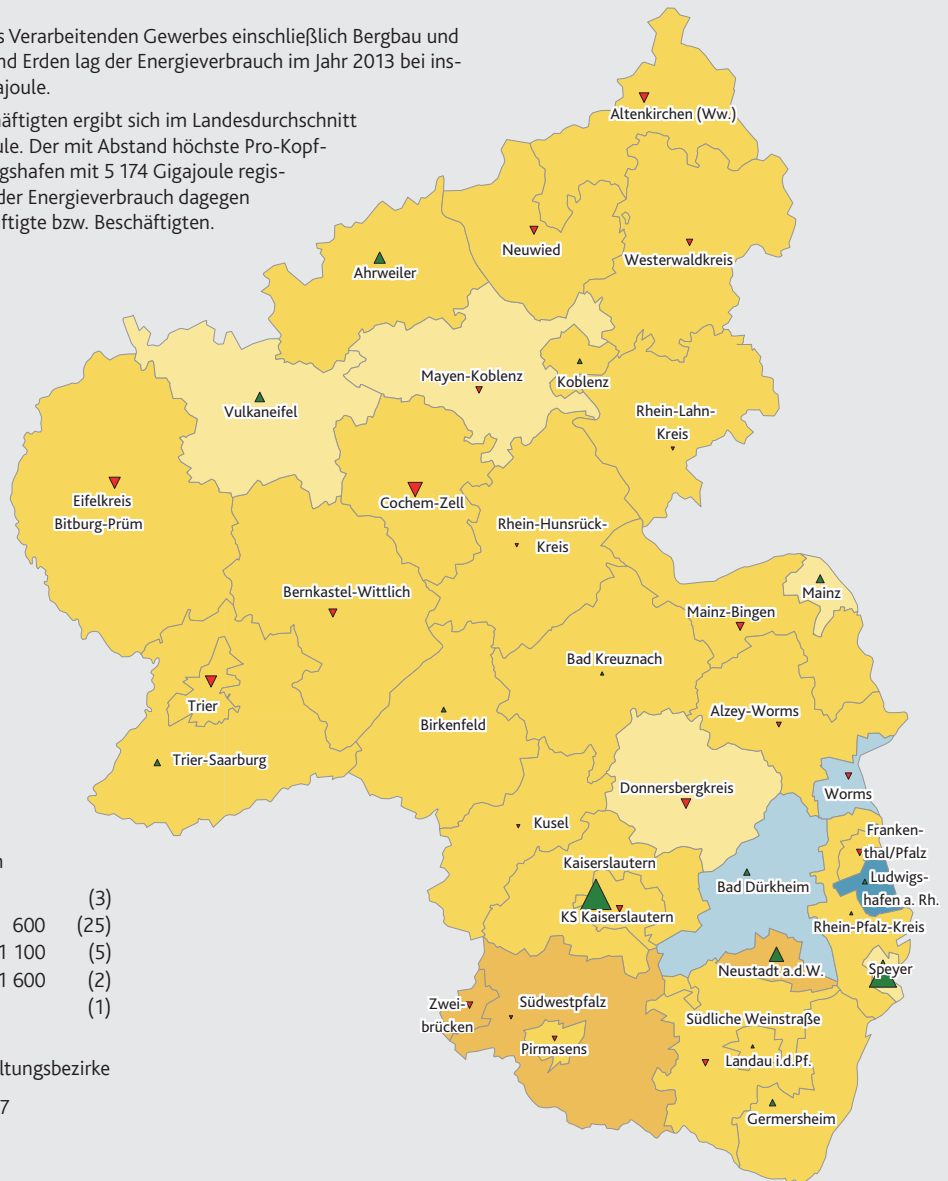 s Verarbeitenden Gewerbes einschließlich Bergbau und
nd Erden lag der Energieverbrauch im Jahr 2013 bei ins-
ajoule.
äftigten ergibt sich im Landesdurchschnitt
ule. Der mit Abstand höchste Pro-Kopf-
gshafen mit 5 174 Gigajoule regis-
der Energieverbrauch dagegen
ftigte bzw. Beschäftigten.
Altenkirchen (Ww.)
Neuwied
Westerwaldkreis
Ahrweiler
Mayen-Koblenz
Koblenz
Vulkaneifel
Rhein-Lahn-
Kreis
Eifelkreis
Bitburg-Prüm
Cochem-Zell
Rhein-Hunsrück-
Kreis
Bernkastel-Wittlich
Mainz
Mainz-Bingen
Bad Kreuznach
Trier
Birkenfeld
Alzey-Worms
Trier-Saarburg
Donnersbergkreis
Worms
Kusel
Franken-
thal/Pfalz
Kaiserslautern
Ludwigs-
hafen a. Rh.
Bad Dürkheim
KS Kaiserslautern
Rhein-Pfalz-Kreis
Neustadt a.d.W.
Speyer
Zwei-
brücken
Südwestpfalz
Südliche Weinstraße
Pirmasens
Landau i.d.Pf.
Germersheim
n
(3)
600 (25)
1 100 (5)
1 600 (2)
(1)
ltungsbezirke
7